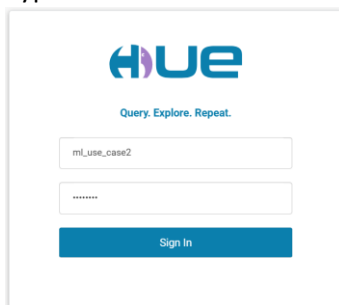 HUE
Query. Explore. Repeat.
ml_use_case2
••••••••
Sign In